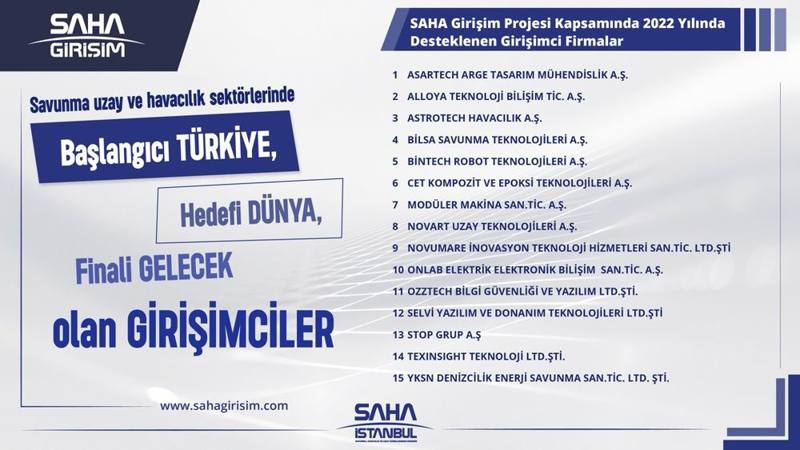 SAHA
GIRISIM
Savunma uzay ve havacılık sektörlerinde
Başlangıcı TÜRKİYE,
Hedefi DÜNYA,
Finali GELECEK
olan GİRİŞİMCİLER
www.sahagirisim.com
SAHA Girişim Projesi Kapsamında 2022 Yılında
Desteklenen Girişimci Firmalar
1 ASARTECH ARGE TASARIM MÜHENDİSLİK A.Ş.
2 ALLOYA TEKNOLOJİ BİLİŞİM TİC. A.Ş.
3 ASTROTECH HAVACILIK A.Ş.
4 BİLSA SAVUNMA TEKNOLOJİLERİ A.Ş.
5 BİNTECH ROBOT TEKNOLOJİLERİ A.Ş.
6 CET KOMPOZİT VE EPOKSİ TEKNOLOJİLERİ A.Ş.
7 MODÜLER MAKİNA SAN.TİC. A.Ş.
8 NOVART UZAY TEKNOLOJİLERİ A.Ş.
9 NOVUMARE İNOVASYON TEKNOLOJİ HİZMETLERİ SAN.TİC. LTD.ŞTİ
10 ONLAB ELEKTRİK ELEKTRONİK BİLİŞİM SAN.TİC. A.Ş.
11 OZZTECH BİLGİ GÜVENLİĞİ VE YAZILIM LTD.ŞTİ.
12 SELVİ YAZILIM VE DONANIM TEKNOLOJİLERİ LTD.ŞTİ
13 STOP GRUP A.Ş
14 TEXINSIGHT TEKNOLOJİ LTD.ŞTİ.
15 YKSN DENİZCİLİK ENERJİ SAVUNMA SAN.TİC. LTD. ŞTİ.
SAHA
İSTANBUL